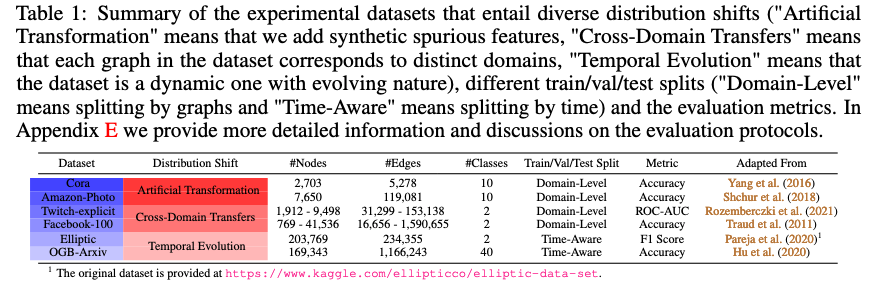 Table 1: Summary of the experimental datasets that entail diverse distribution shifts ("Artificial
Transformation" means that we add synthetic spurious features, "Cross-Domain Transfers" means
that each graph in the dataset corresponds to distinct domains, "Temporal Evolution" means that
the dataset is a dynamic one with evolving nature), different train/val/test splits ("Domain-Level"
means splitting by graphs and "Time-Aware" means splitting by time) and the evaluation metrics. In
Appendix E we provide more detailed information and discussions on the evaluation protocols.
Dataset Distribution Shift #Nodes #Edges #Classes Train/Val/Test Split Metric Adapted From
Cora Artificial Transformation 2,703 5,278 10 Domain-Level Accuracy Yang et al. (2016)
Amazon-Photo 7,650 119,081 10 Domain-Level Accuracy Shchur et al. (2018)
Twitch-explicit Cross-Domain Transfers 1,912 - 9,498 31,299 - 153,138 2 Domain-Level ROC-AUC Rozemberczki et al. (2021)
Facebook-100 769 - 41,536 16,656 - 1,590,655 2 Domain-Level Accuracy Traud et al. (2011)
Elliptic Temporal Evolution 203,769 234,355 2 Time-Aware F1 Score Pareja et al. (2020)¹
OGB-Arxiv 169,343 1,166,243 40 Time-Aware Accuracy Hu et al. (2020)
¹ The original dataset is provided at https://www.kaggle.com/ellipticco/elliptic-data-set.